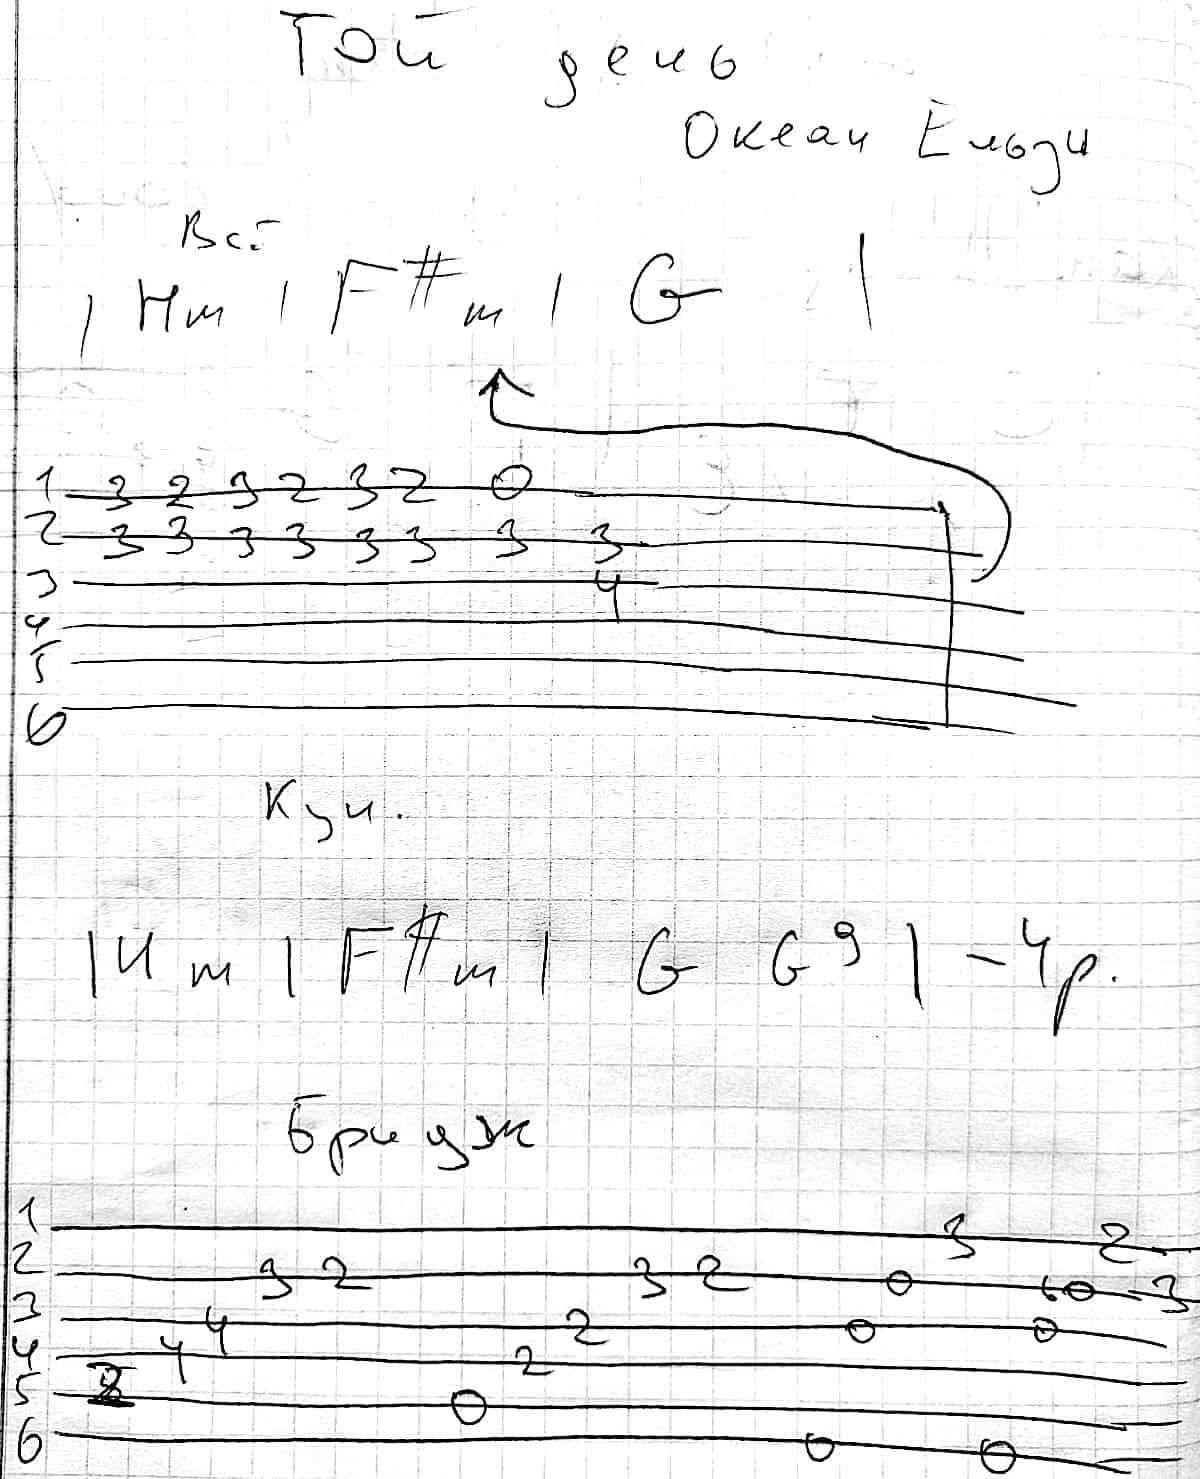 Той день
Океан Ельзи
Всі
| Hm | F#m | G |
1 3 2 3 2 3 2 0
2 3 3 3 3 3 3 3 3
3 4
4
5
6
Куп.
| Hm | F#m | G G9 | - 4 р.
Бридж
1 3 2
2 3 2 3 2 0 0 3
3 4 2 0 0
4 4 2
5 2 0
6 0 0